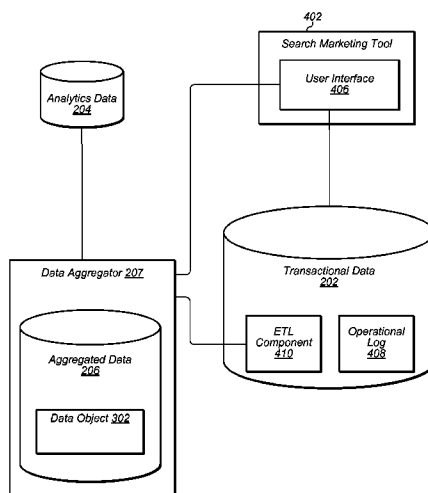 402
Search Marketing Tool
User Interface
406
Analytics Data
204
Data Aggregator 207
Transactional Data
202
Aggregated Data
206
ETL
Component
410
Operational
Log
408
Data Object 302